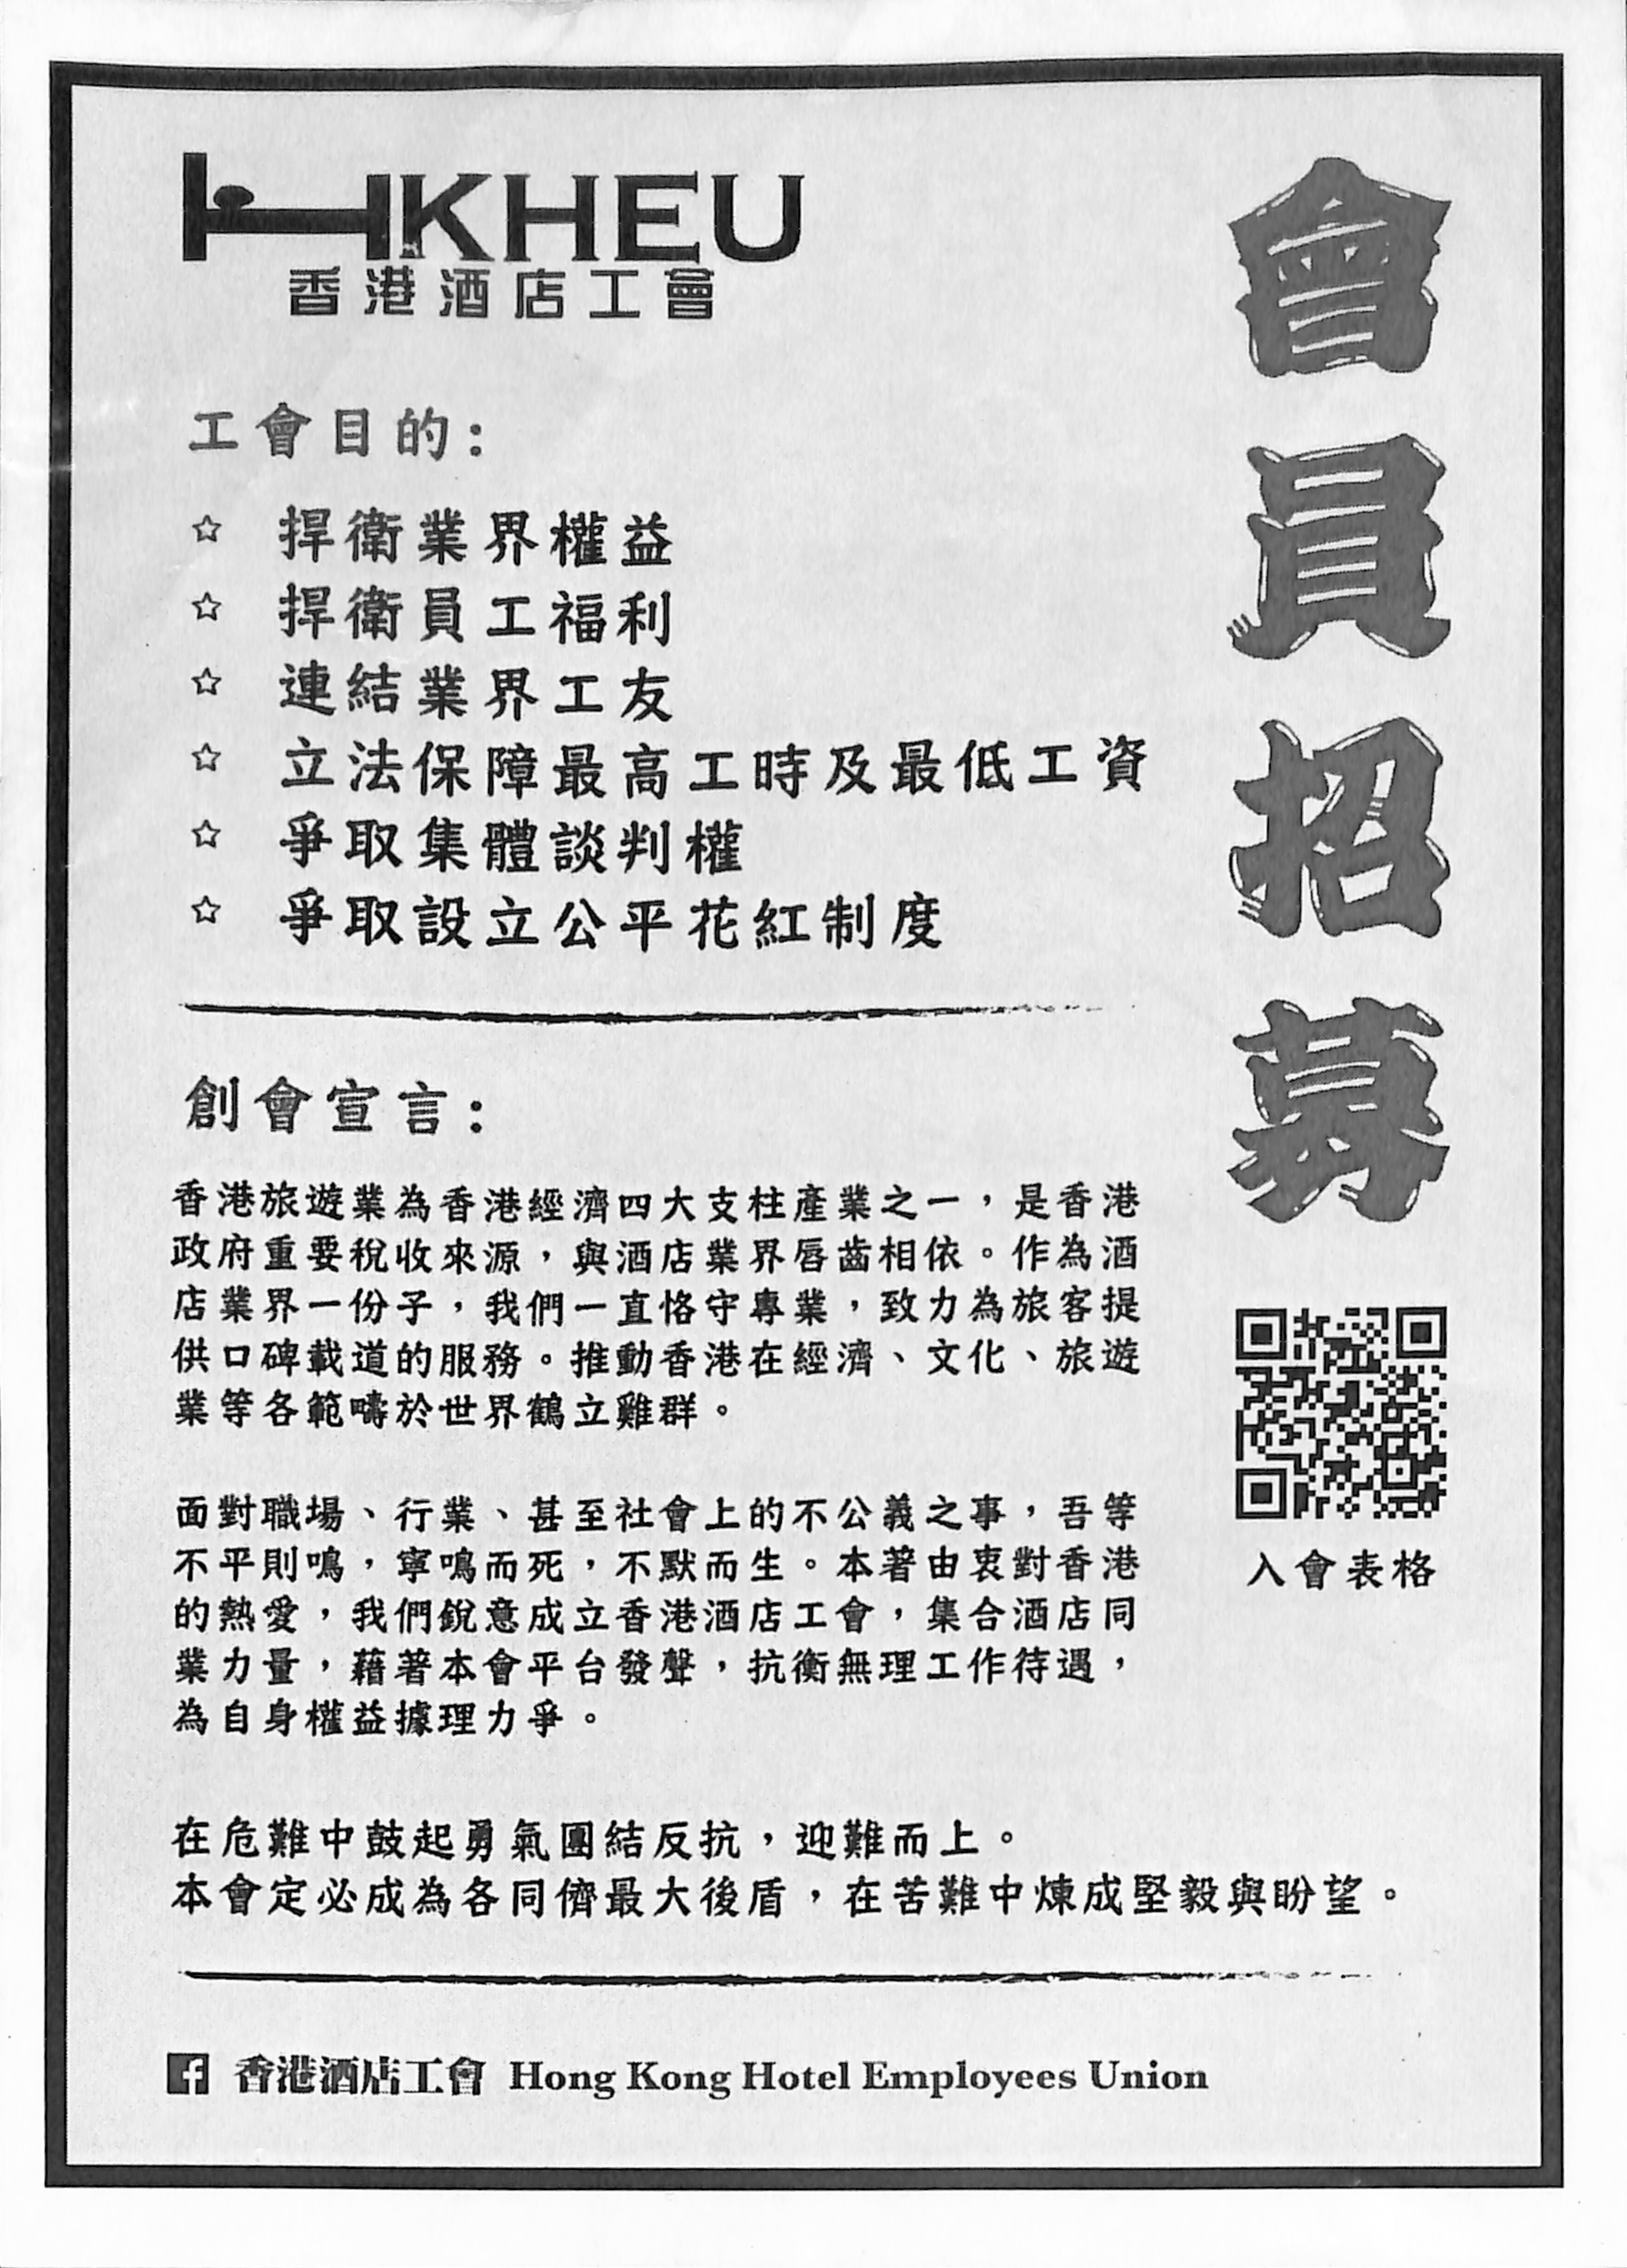 HKHEU
香港酒店工會
會員招募
工會目的：
☆ 捍衛業界權益
☆ 捍衛員工福利
☆ 連結業界工友
☆ 立法保障最高工時及最低工資
☆ 爭取集體談判權
☆ 爭取設立公平花紅制度
創會宣言：
香港旅遊業為香港經濟四大支柱產業之一，是香港
政府重要稅收來源，與酒店業界唇齒相依。作為酒
店業界一份子，我們一直恪守專業，致力為旅客提
供口碑載道的服務。推動香港在經濟、文化、旅遊
業等各範疇於世界鶴立雞群。
面對職場、行業、甚至社會上的不公義之事，吾等
不平則鳴，寧鳴而死，不默而生。本著由衷對香港
的熱愛，我們銳意成立香港酒店工會，集合酒店同
業力量，藉著本會平台發聲，抗衡無理工作待遇，
為自身權益據理力爭。
在危難中鼓起勇氣團結反抗，迎難而上。
本會定必成為各同儕最大後盾，在苦難中煉成堅毅與盼望。
入會表格
香港酒店工會 Hong Kong Hotel Employees Union